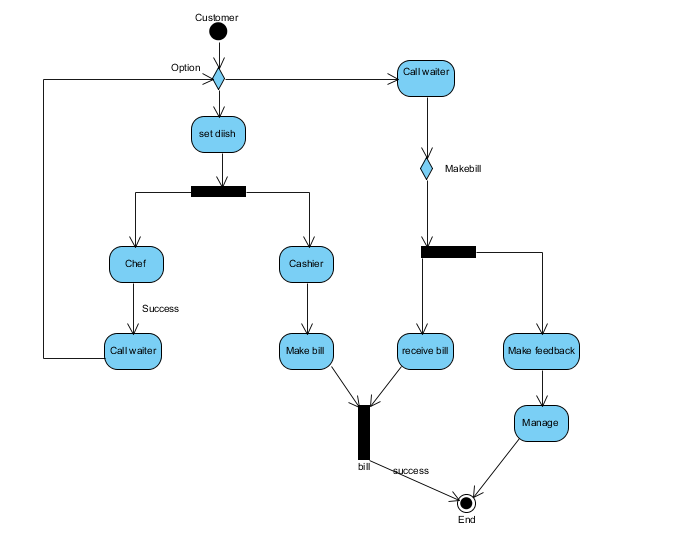 Customer
Option
Call waiter
set diish
Makebill
Chef
Cashier
Success
Call waiter
Make bill
receive bill
Make feedback
Manage
bill
success
End